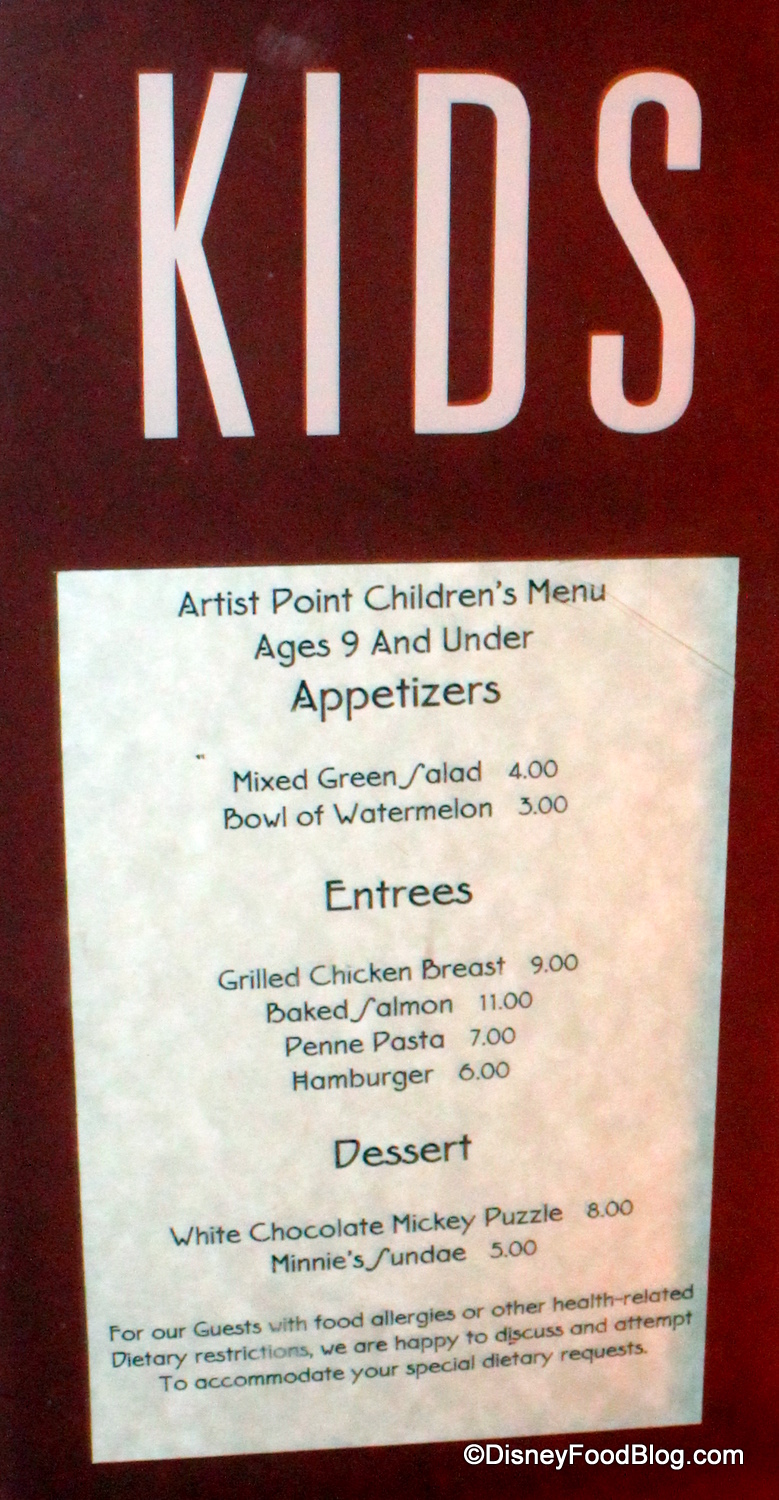 KIDS
Artist Point Children's Menu
Ages 9 And Under
Appetizers
Mixed Green Salad 4.00
Bowl of Watermelon 3.00
Entrees
Grilled Chicken Breast 9.00
Baked Salmon 11.00
Penne Pasta 7.00
Hamburger 6.00
Dessert
White Chocolate Mickey Puzzle 8.00
Minnie's Sundae 5.00
For our Guests with food allergies or other health-related
Dietary restrictions, we are happy to discuss and attempt
To accommodate your special dietary requests.
©DisneyFoodBlog.com